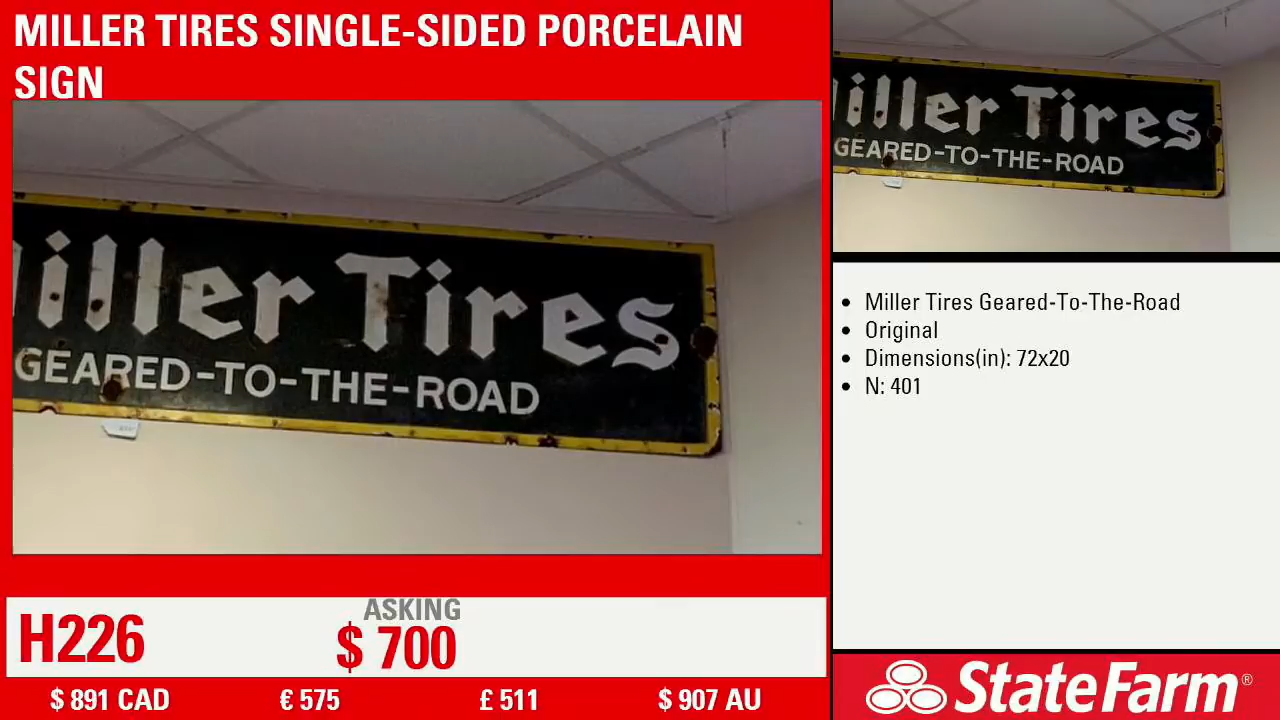 MILLER TIRES SINGLE-SIDED PORCELAIN
SIGN
iller Tires
GEARED-TO-THE-ROAD
iller Tires
GEARED-TO-THE-ROAD
• Miller Tires Geared-To-The-Road
• Original
• Dimensions(in): 72x20
• N: 401
H226
ASKING
$ 700
$ 891 CAD
€ 575
£ 511
$ 907 AU
StateFarm®